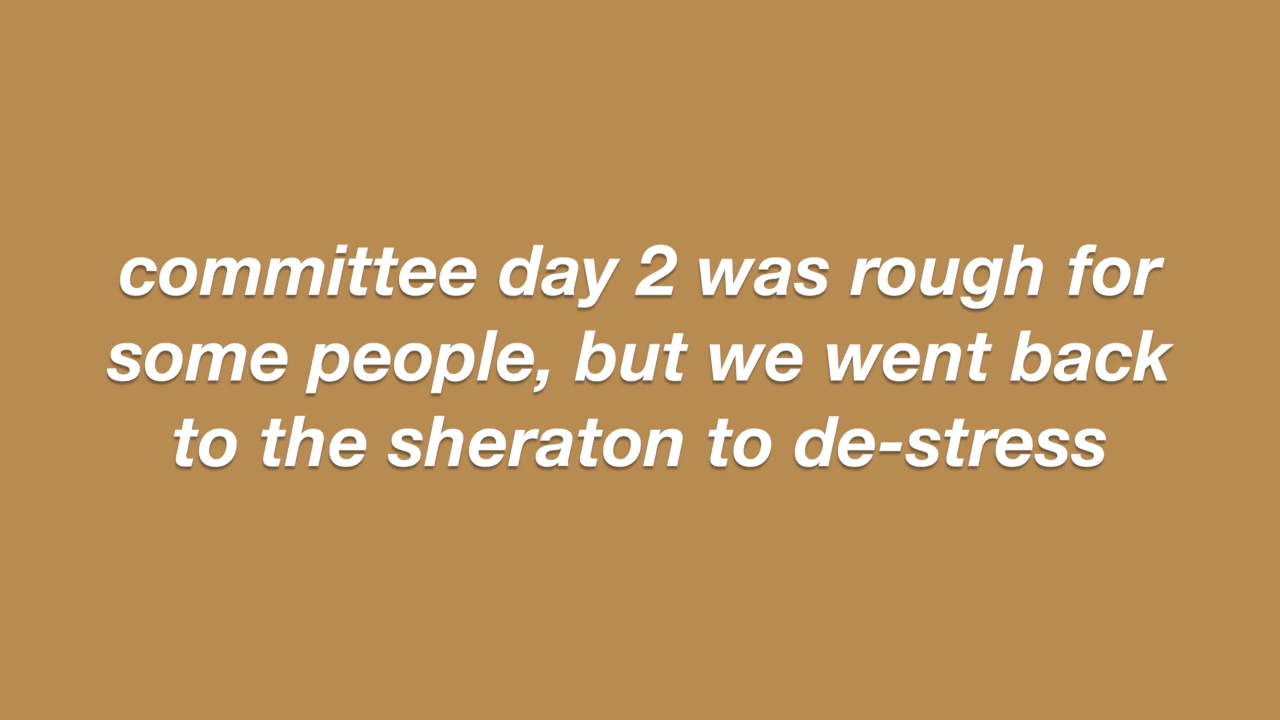 committee day 2 was rough for
some people, but we went back
to the sheraton to de-stress